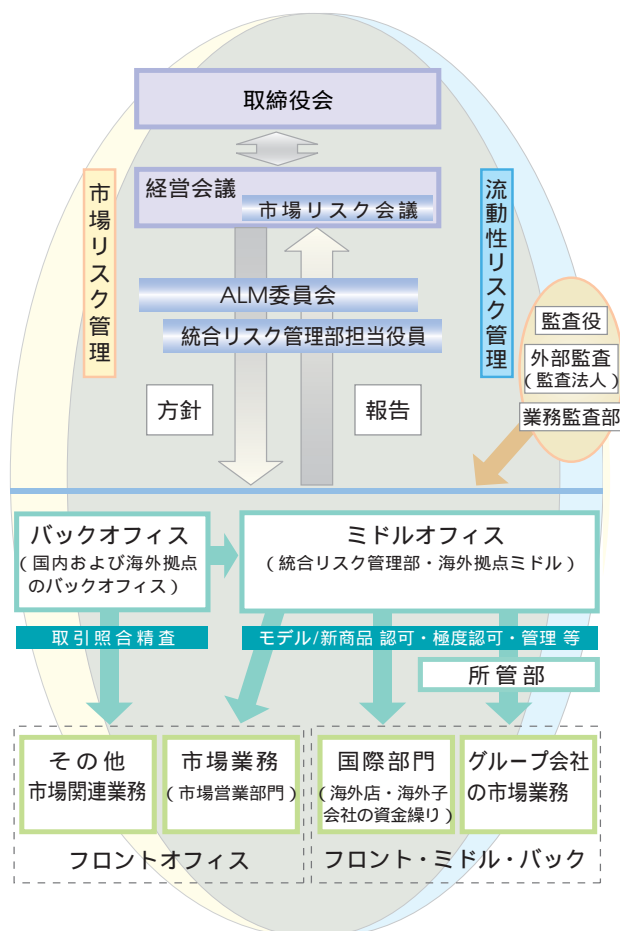 取締役会
経営会議
市場リスク会議
市場リスク管理
流動性リスク管理
ALM委員会
統合リスク管理部担当役員
監査役
外部監査
(監査法人)
業務監査部
方針
報告
バックオフィス
(国内および海外拠点
のバックオフィス)
ミドルオフィス
(統合リスク管理部・海外拠点ミドル)
取引照合精査
モデル/新商品 認可・極度認可・管理 等
所管部
その他
市場関連業務
市場業務
(市場営業部門)
国際部門
(海外店・海外子
会社の資金繰り)
グループ会社
の市場業務
フロントオフィス
フロント・ミドル・バック